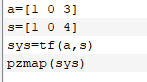 a=[1 0 3]
s=[1 0 4]
sys=tf(a,s)
pzmap(sys)